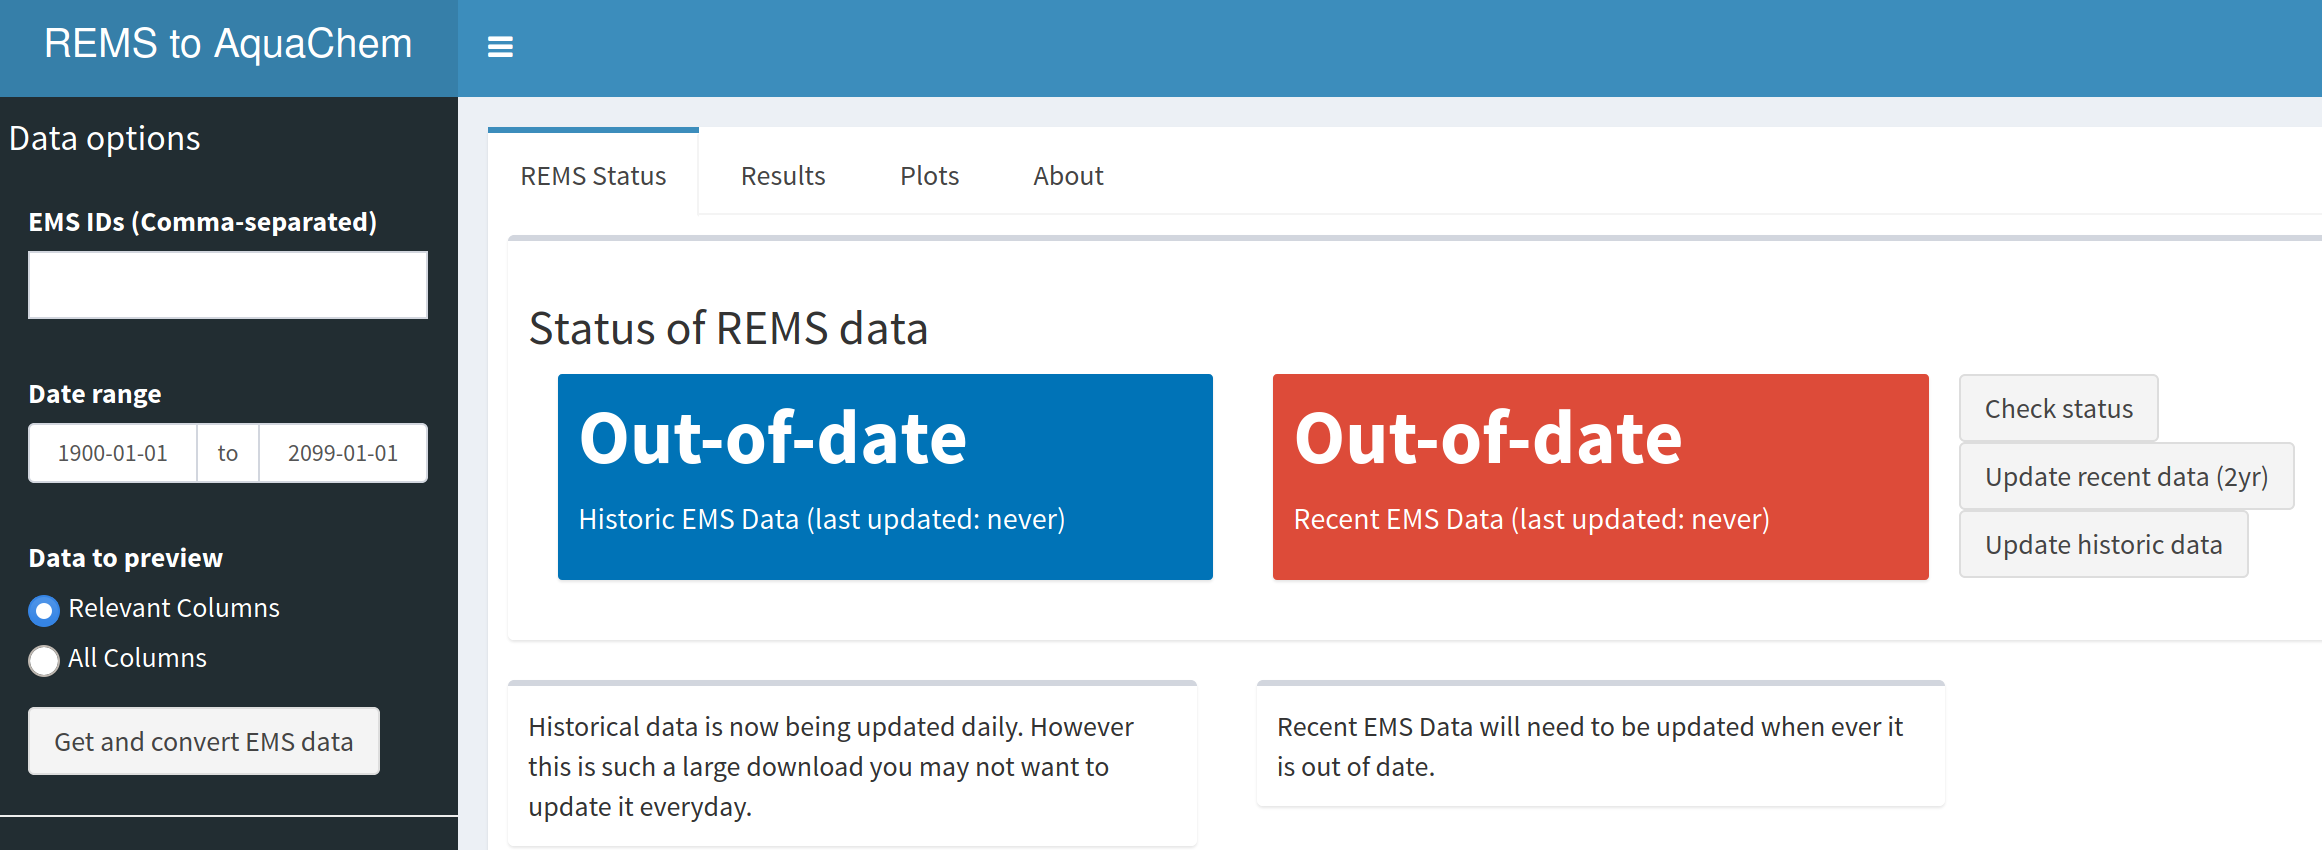 REMS to AquaChem
Data options
EMS IDs (Comma-separated)
Date range
1900-01-01 to 2099-01-01
Data to preview
Relevant Columns
All Columns
Get and convert EMS data
REMS Status Results Plots About
Status of REMS data
Out-of-date
Historic EMS Data (last updated: never)
Out-of-date
Recent EMS Data (last updated: never)
Check status
Update recent data (2yr)
Update historic data
Historical data is now being updated daily. However
this is such a large download you may not want to
update it everyday.
Recent EMS Data will need to be updated when ever it
is out of date.